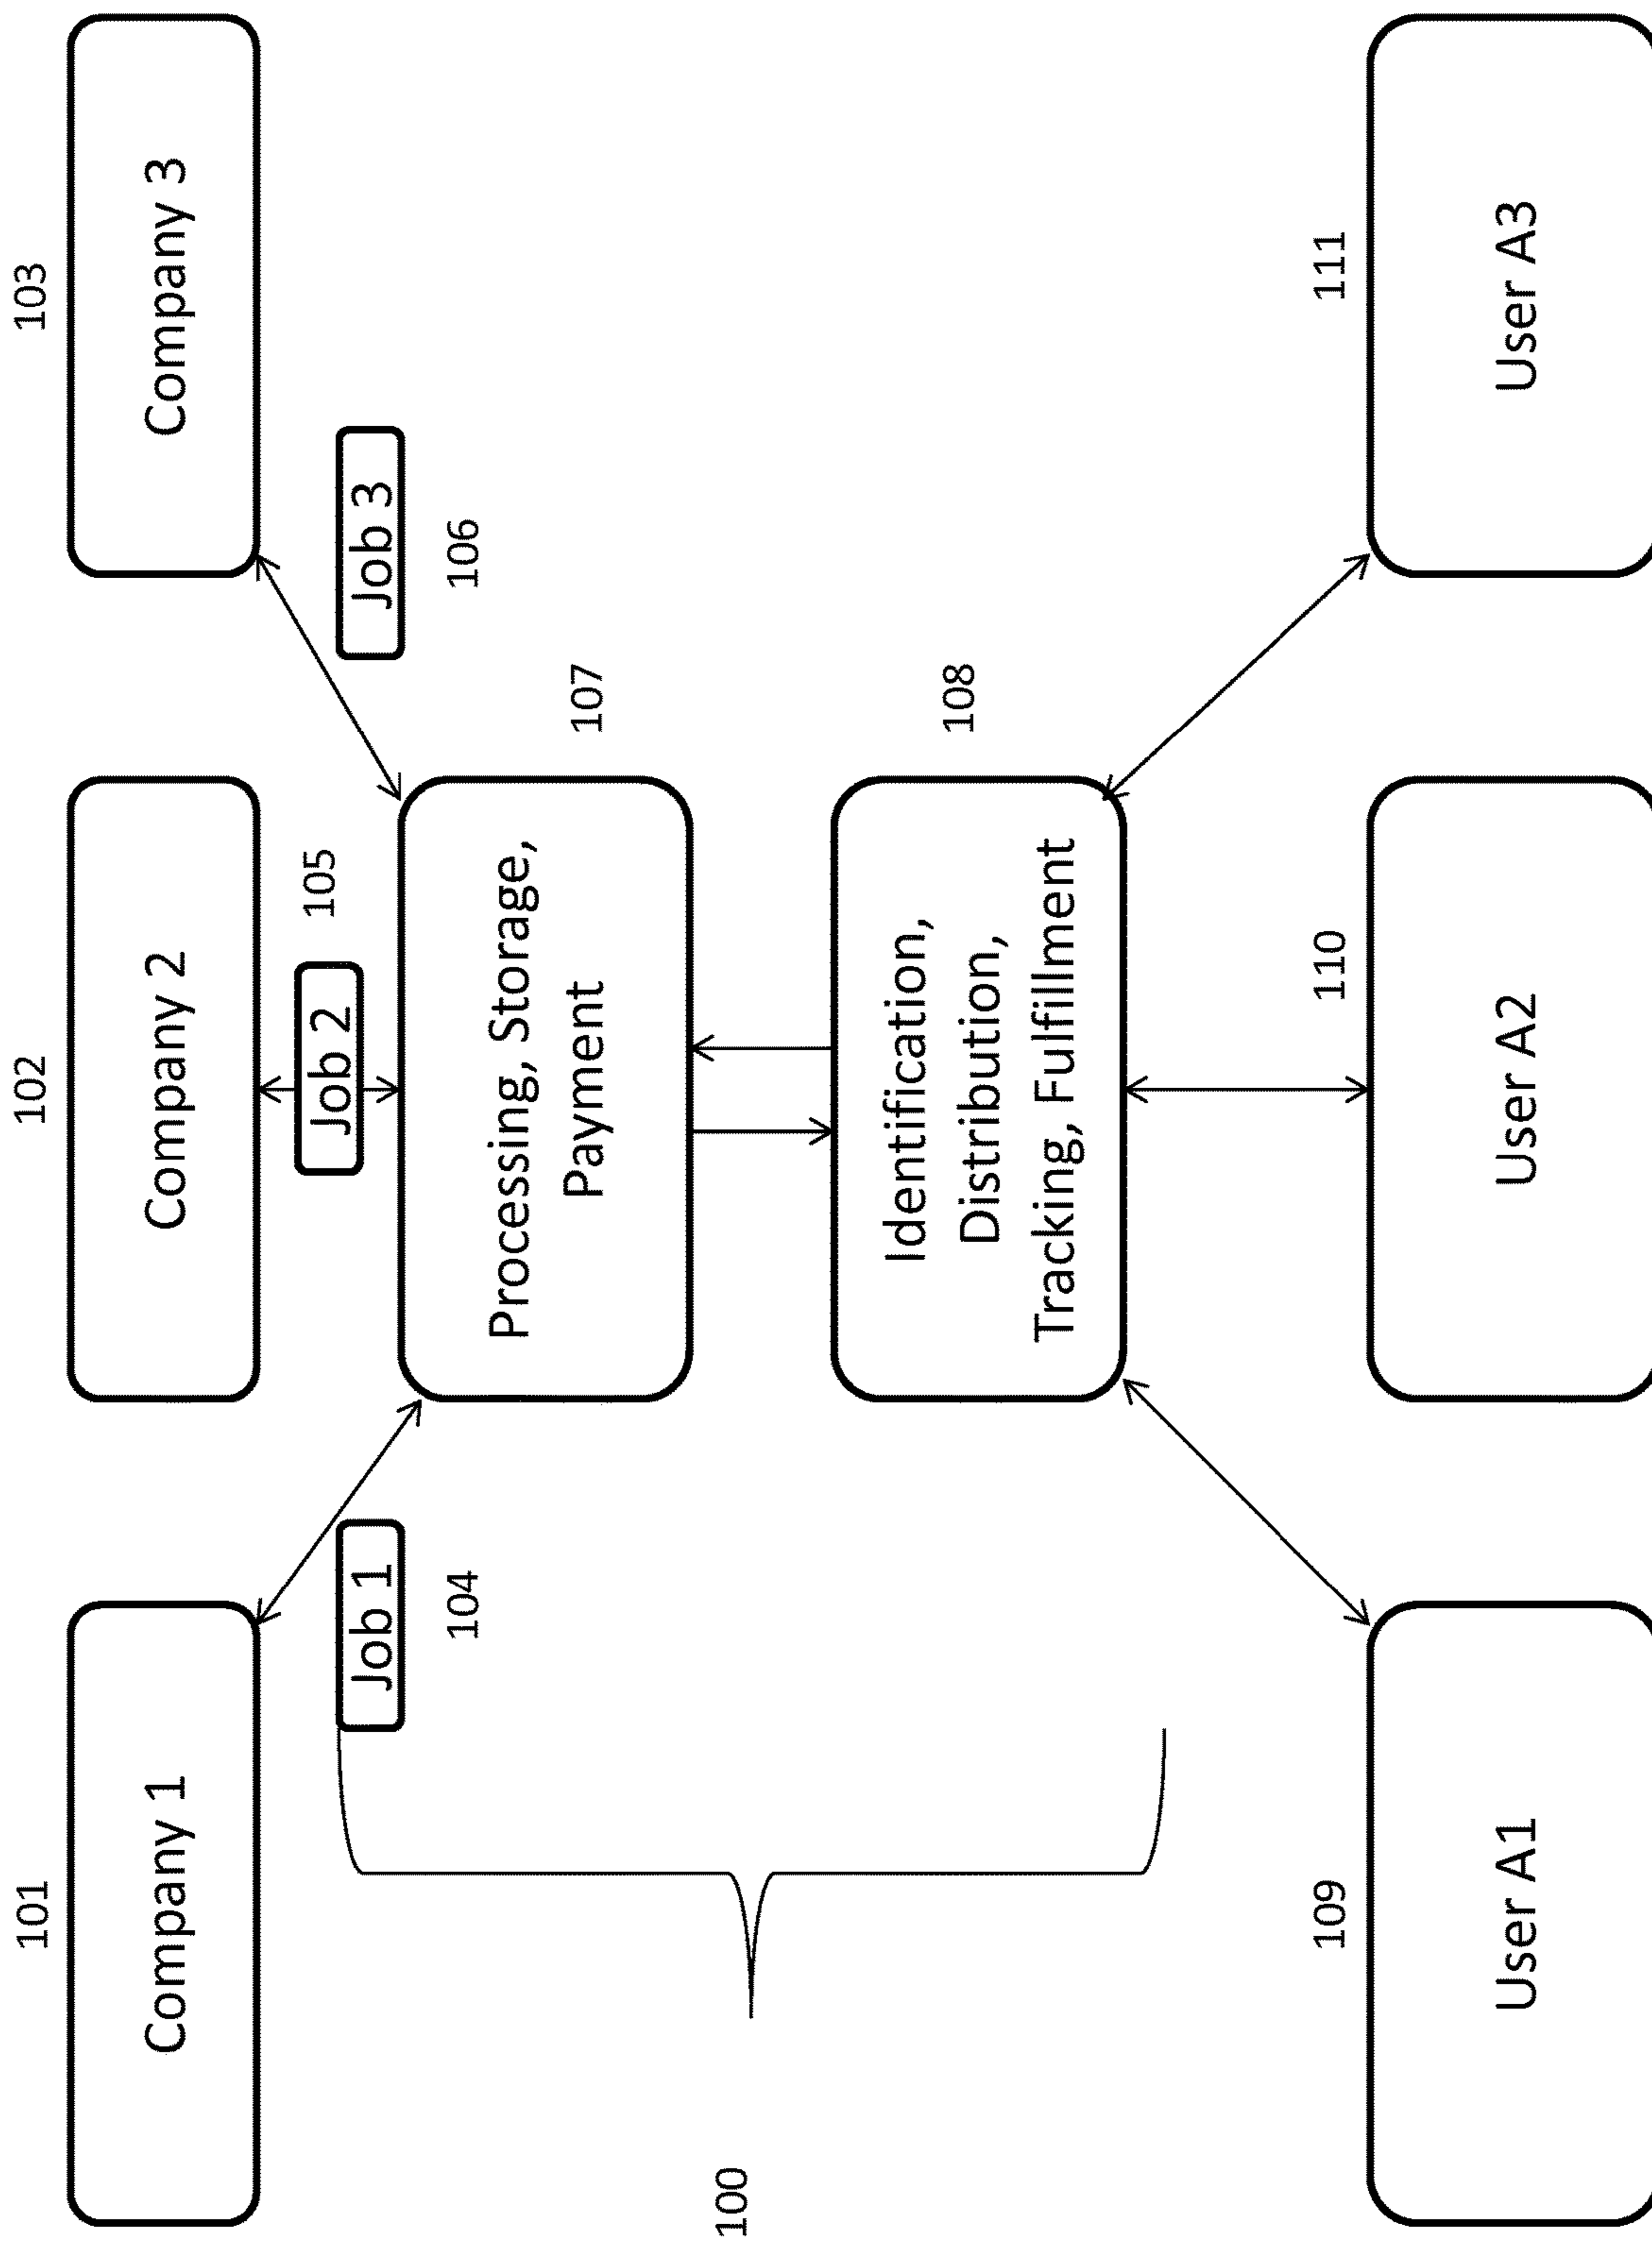 101
102
103
Company 1
Company 2
Company 3
105
Job 2
Job 1
Job 3
104
106
107
Processing, Storage,
Payment
100
108
Identification,
Distribution,
Tracking, Fulfillment
109
110
111
User A1
User A2
User A3